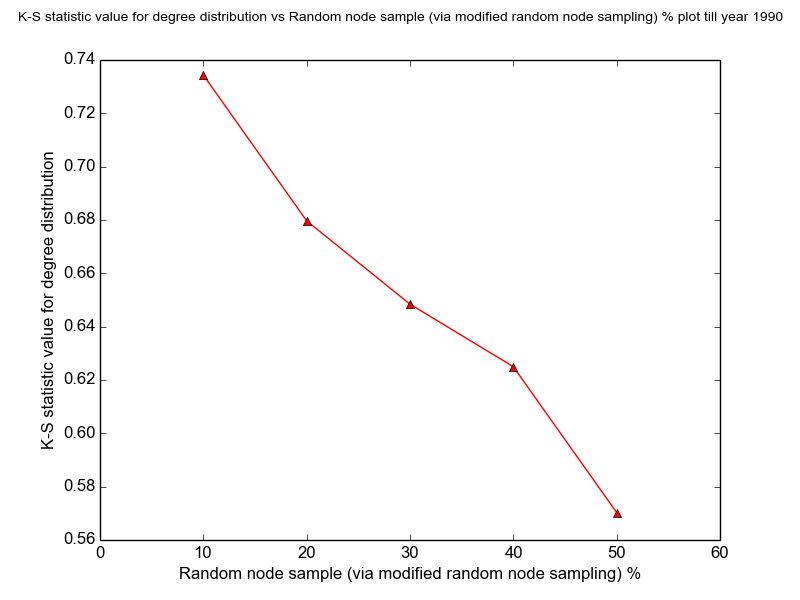 K-S statistic value for degree distribution vs Random node sample (via modified random node sampling) % plot till year 1990
0.74
0.72
0.70
0.68
0.66
0.64
0.62
0.60
0.58
0.56
K-S statistic value for degree distribution
0 10 20 30 40 50 60
Random node sample (via modified random node sampling) %